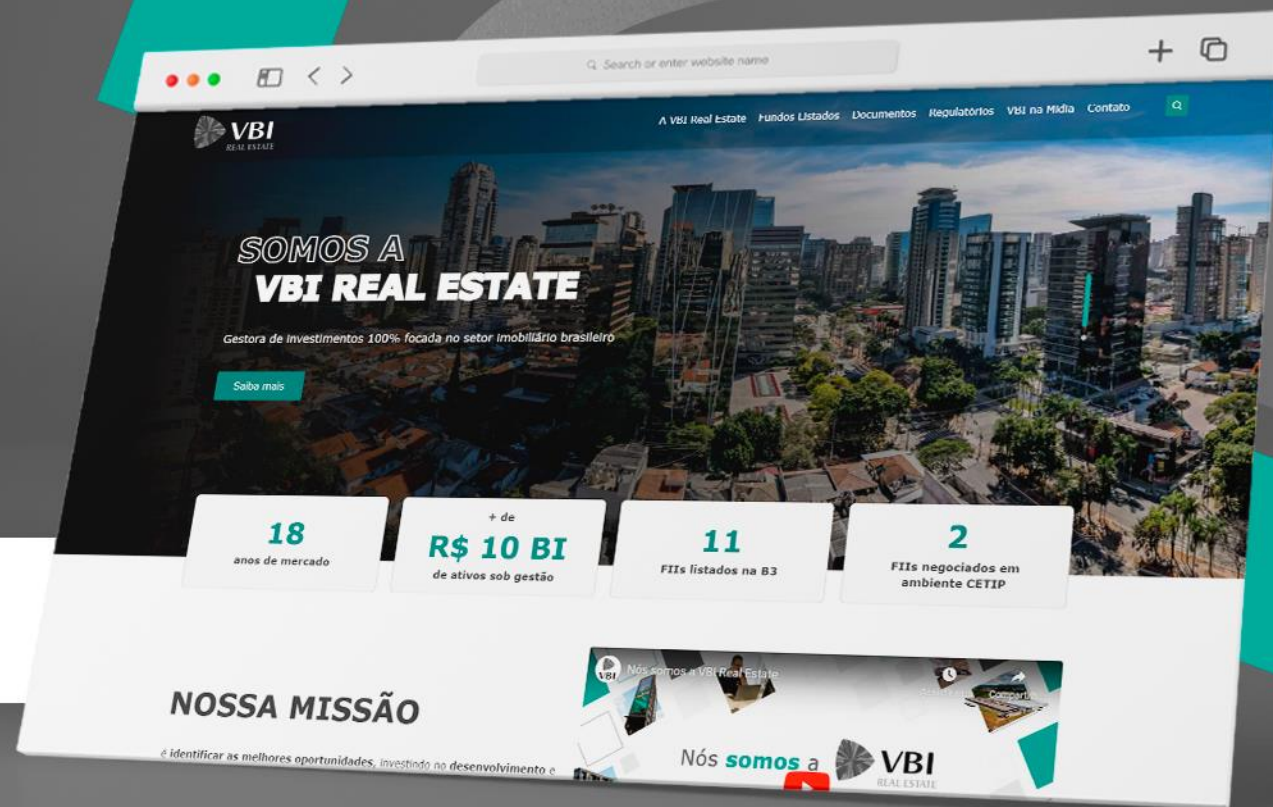 Search or enter website name
VBI
REAL ESTATE
A VBI Real Estate Fundos Listados Documentos Regulatórios VBI na Mídia Contato
SOMOS A
VBI REAL ESTATE
Gestora de investimentos 100% focada no setor imobiliário brasileiro
Saiba mais
18
anos de mercado
+ de
R$ 10 BI
de ativos sob gestão
11
FIIs listados na B3
2
FIIs negociados em
ambiente CETIP
NOSSA MISSÃO
é identificar as melhores oportunidades, investindo no desenvolvimento e
VBI
Nós somos a VBI Real Estate
Nós somos a
VBI
REAL ESTATE